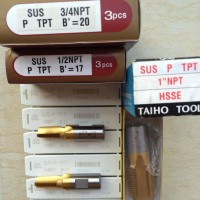 SUS 3/4NPT
P TPT B'=20
3pcs
SUS 1/2NPT
P TPT B'=17
3pcs
SUS P TPT
1"NPT
HSSE
TAIHO TOOL